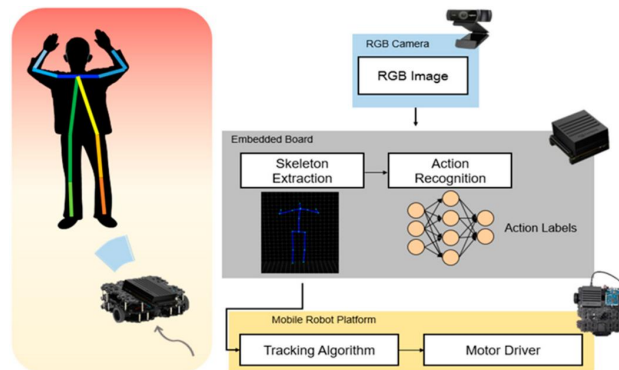 RGB Camera
RGB Image
Embedded Board
Skeleton
Extraction
Action
Recognition
Action Labels
Mobile Robot Platform
Tracking Algorithm
Motor Driver